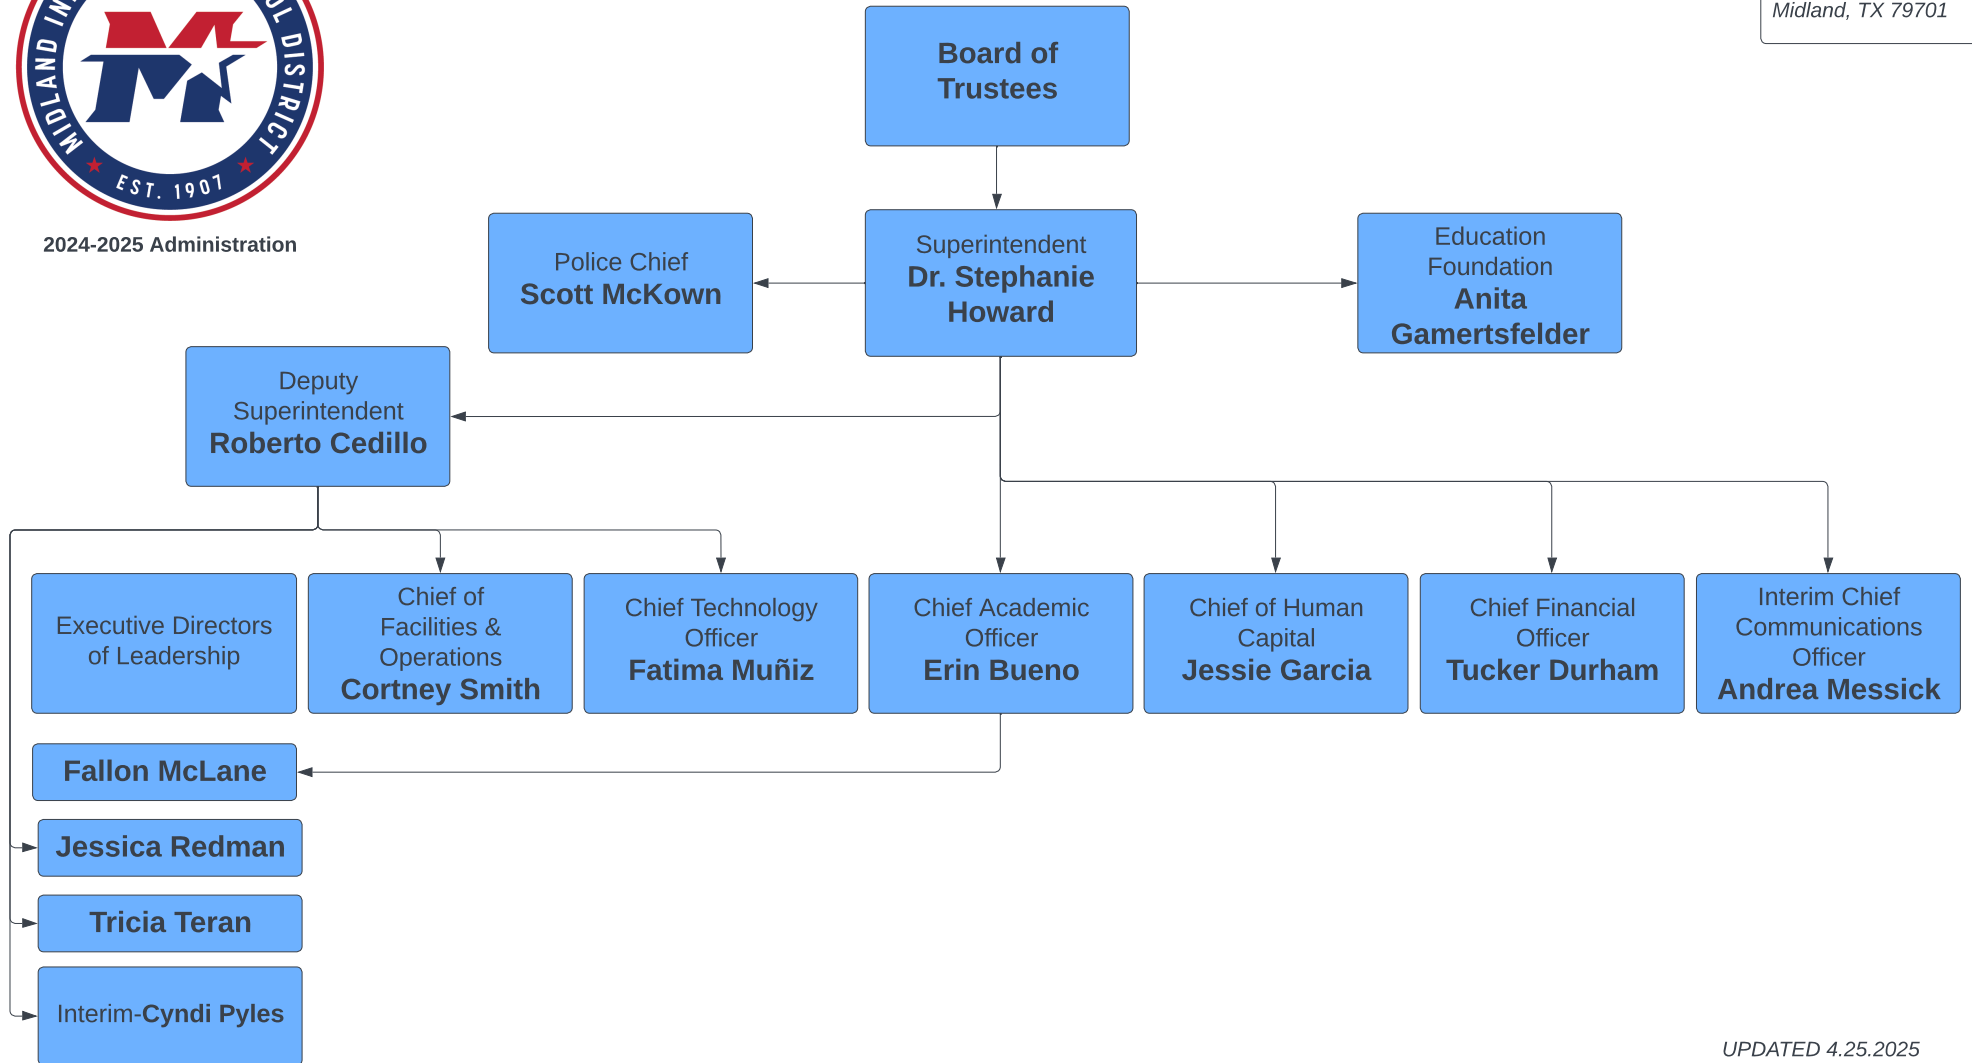 MIDLAND IN
OL DISTRICT
EST. 1907
2024-2025 Administration
Midland, TX 79701
Board of
Trustees
Police Chief
Scott McKown
Superintendent
Dr. Stephanie
Howard
Education
Foundation
Anita
Gamertsfelder
Deputy
Superintendent
Roberto Cedillo
Executive Directors
of Leadership
Chief of
Facilities &
Operations
Cortney Smith
Chief Technology
Officer
Fatima Muñiz
Chief Academic
Officer
Erin Bueno
Chief of Human
Capital
Jessie Garcia
Chief Financial
Officer
Tucker Durham
Interim Chief
Communications
Officer
Andrea Messick
Fallon McLane
Jessica Redman
Tricia Teran
Interim-Cyndi Pyles
UPDATED 4.25.2025